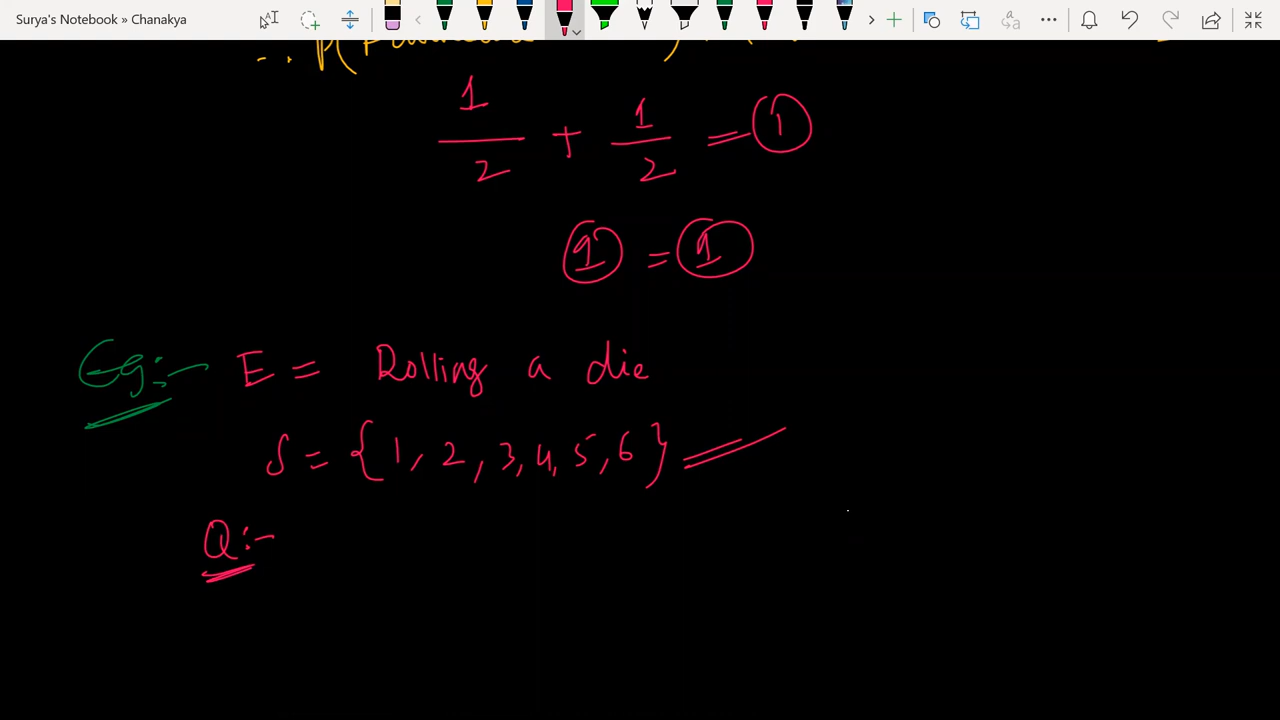 Surya's Notebook » Chanakya
∴ P(
1/2 + 1/2 = 1
1 = 1
Eg:- E = Rolling a die
S = {1, 2, 3, 4, 5, 6}
Q:-